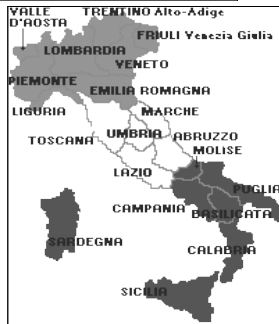 VALLE D'AOSTA
TRENTINO Alto-Adige
FRIULI Venezia Giulia
LOMBARDIA
VENETO
PIEMONTE
EMILIA ROMAGNA
LIGURIA
MARCHE
TOSCANA
UMBRIA
ABRUZZO
MOLISE
LAZIO
PUGLIA
CAMPANIA
BASILICATA
SARDEGNA
CALABRIA
SICILIA